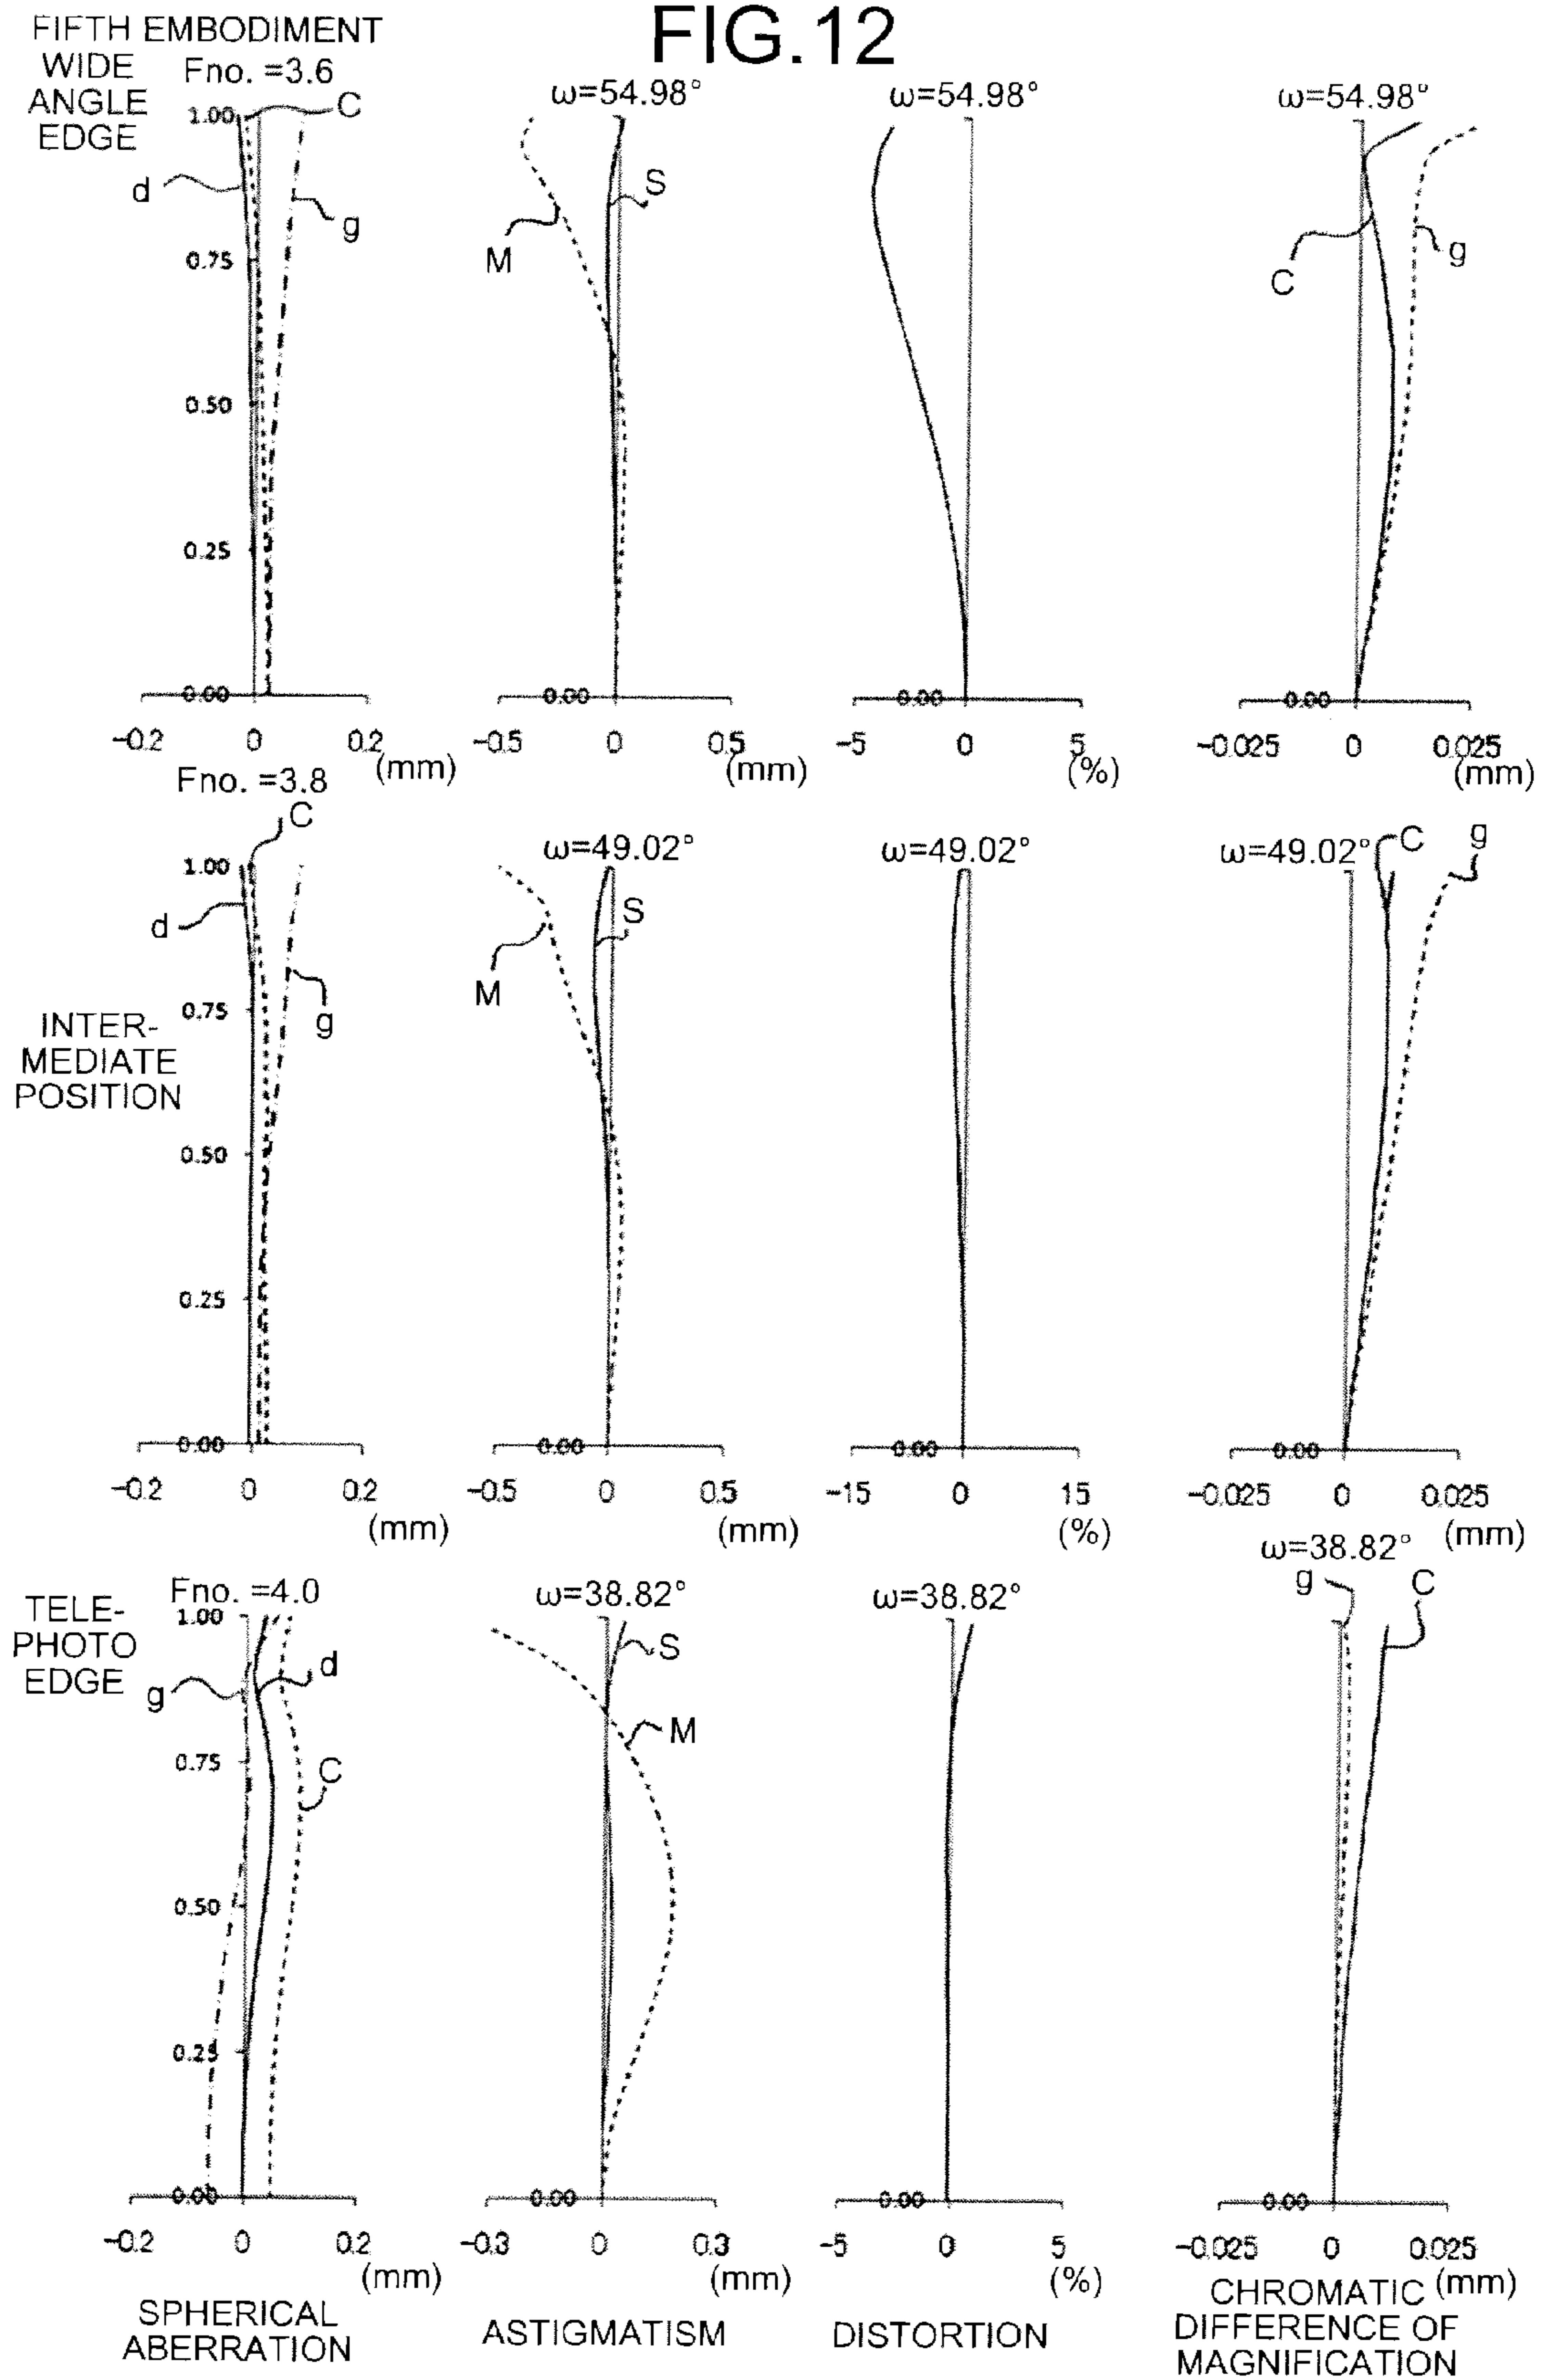 FIG.12
FIFTH EMBODIMENT
WIDE
ANGLE
EDGE
Fno. =3.6
1.00
0.75
0.50
0.25
0.00
C
d
g
-0.2 0 0.2
(mm)
ω=54.98°
M
S
0.00
-0.5 0 0.5
(mm)
ω=54.98°
0.00
-5 0 5
(%)
ω=54.98°
C
g
0.00
-0.025 0 0.025
(mm)
INTER-
MEDIATE
POSITION
Fno. =3.8
1.00
0.75
0.50
0.25
0.00
C
d
g
-0.2 0 0.2
(mm)
ω=49.02°
S
M
0.00
-0.5 0 0.5
(mm)
ω=49.02°
0.00
-15 0 15
(%)
ω=49.02°
C
g
0.00
-0.025 0 0.025
(mm)
TELE-
PHOTO
EDGE
Fno. =4.0
1.00
0.75
0.50
0.25
0.00
g
d
C
-0.2 0 0.2
(mm)
ω=38.82°
S
M
0.00
-0.3 0 0.3
(mm)
ω=38.82°
0.00
-5 0 5
(%)
ω=38.82°
g
C
0.00
-0.025 0 0.025
(mm)
SPHERICAL
ABERRATION
ASTIGMATISM
DISTORTION
CHROMATIC
DIFFERENCE OF
MAGNIFICATION